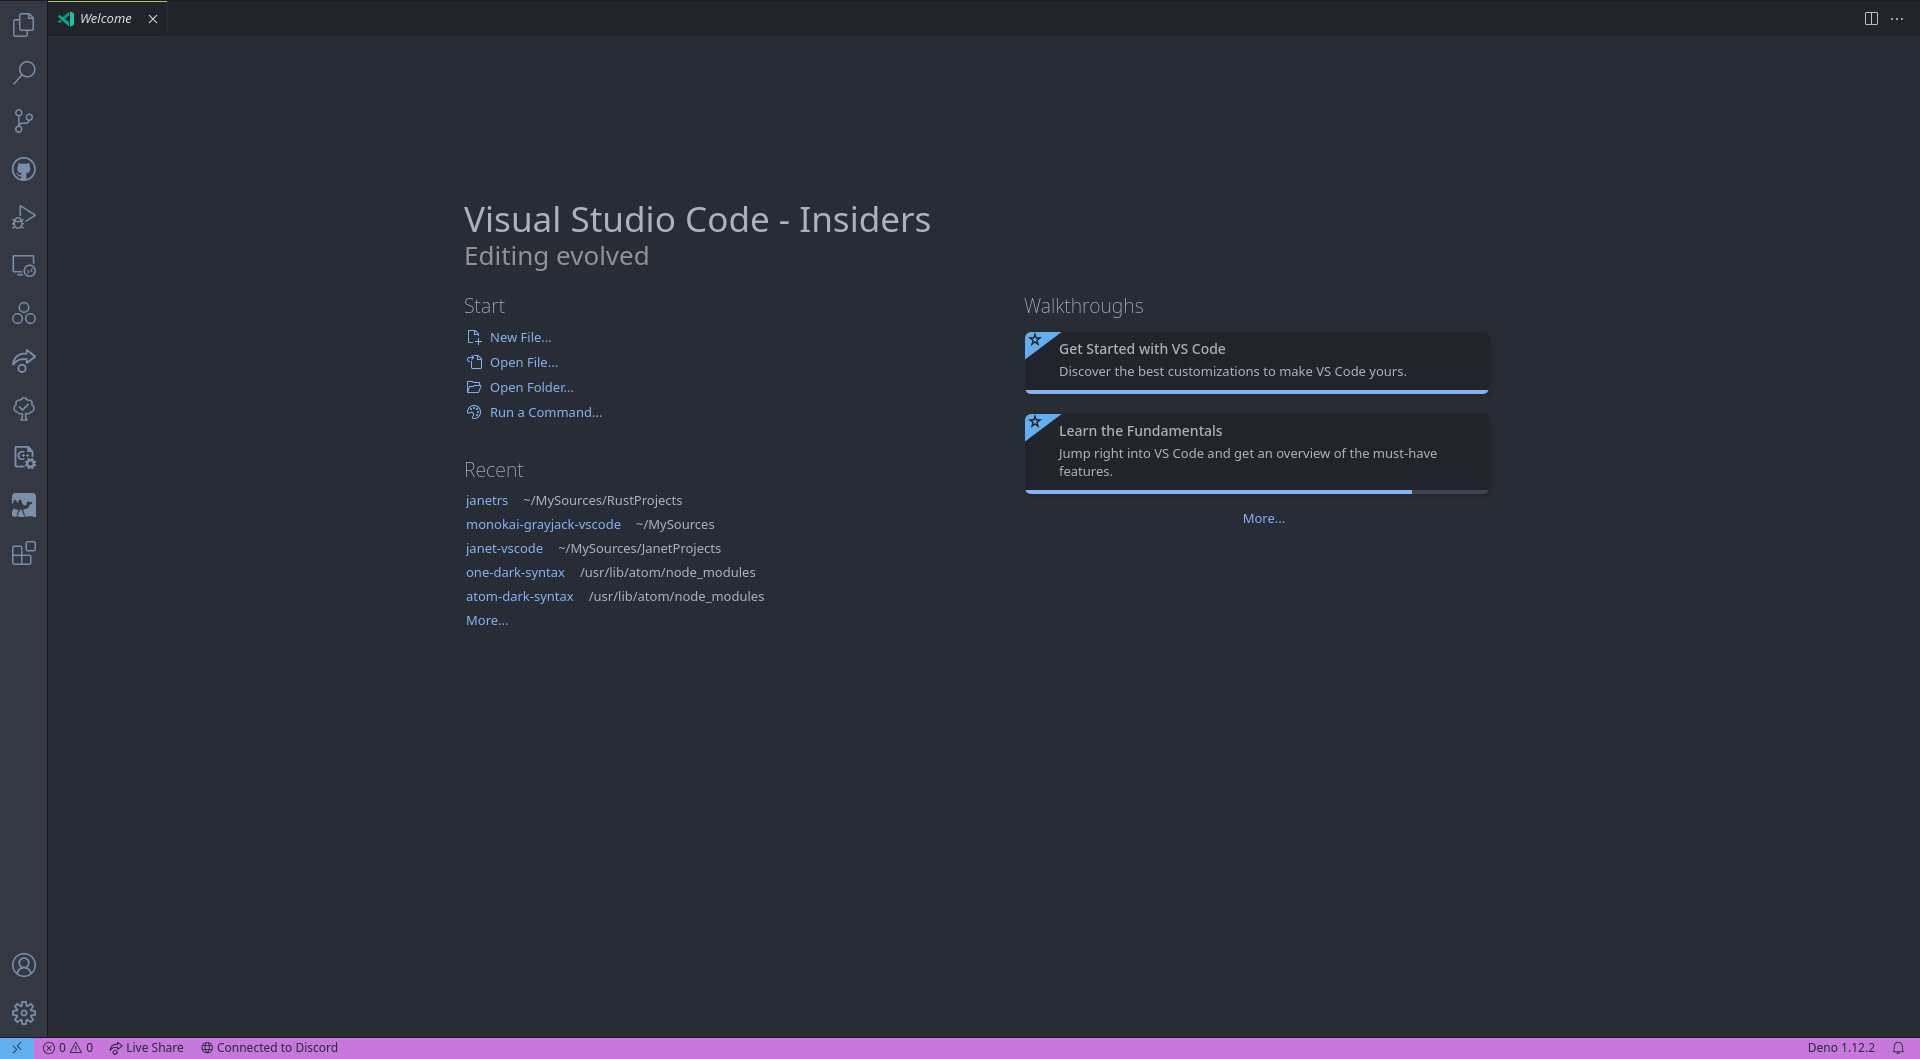 Welcome
Visual Studio Code - Insiders
Editing evolved
Start
New File...
Open File...
Open Folder...
Run a Command...
Recent
janetrs ~/MySources/RustProjects
monokai-grayjack-vscode ~/MySources
janet-vscode ~/MySources/JanetProjects
one-dark-syntax /usr/lib/atom/node_modules
atom-dark-syntax /usr/lib/atom/node_modules
More...
Walkthroughs
Get Started with VS Code
Discover the best customizations to make VS Code yours.
Learn the Fundamentals
Jump right into VS Code and get an overview of the must-have
features.
More...
0 0 Live Share Connected to Discord Deno 1.12.2